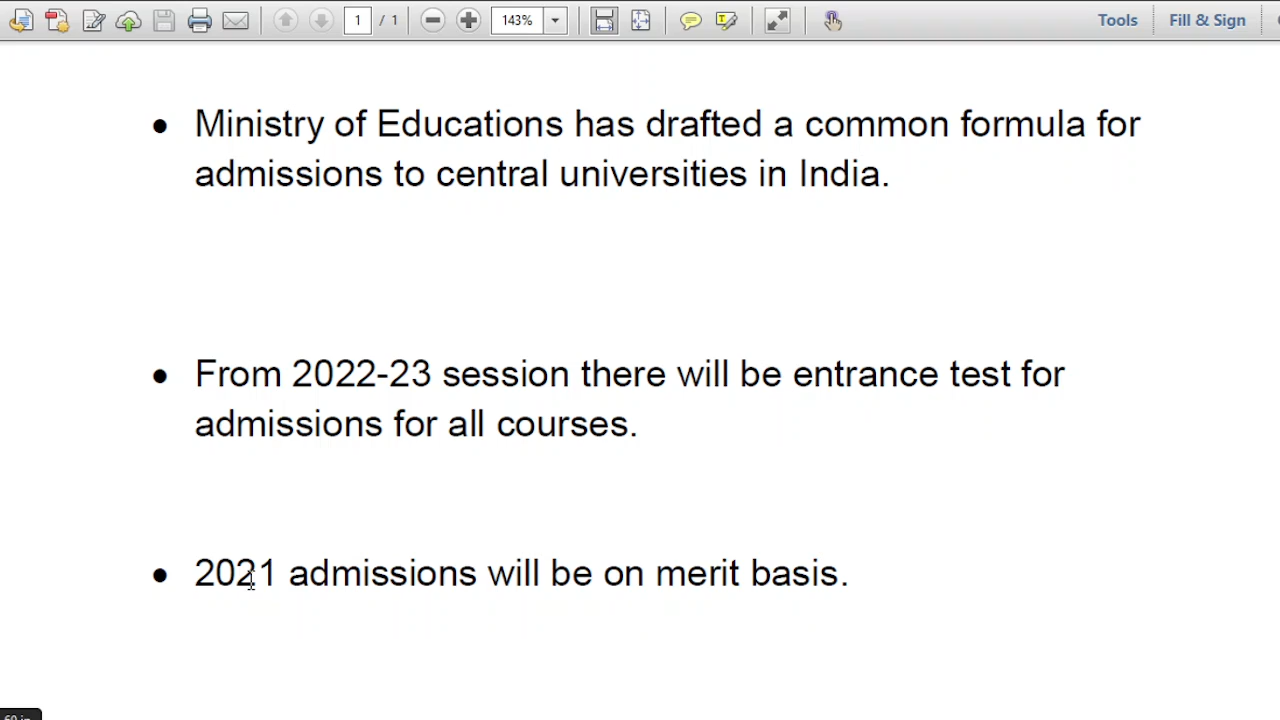 1 / 1 143% Tools Fill & Sign
• Ministry of Educations has drafted a common formula for
admissions to central universities in India.
• From 2022-23 session there will be entrance test for
admissions for all courses.
• 2021 admissions will be on merit basis.